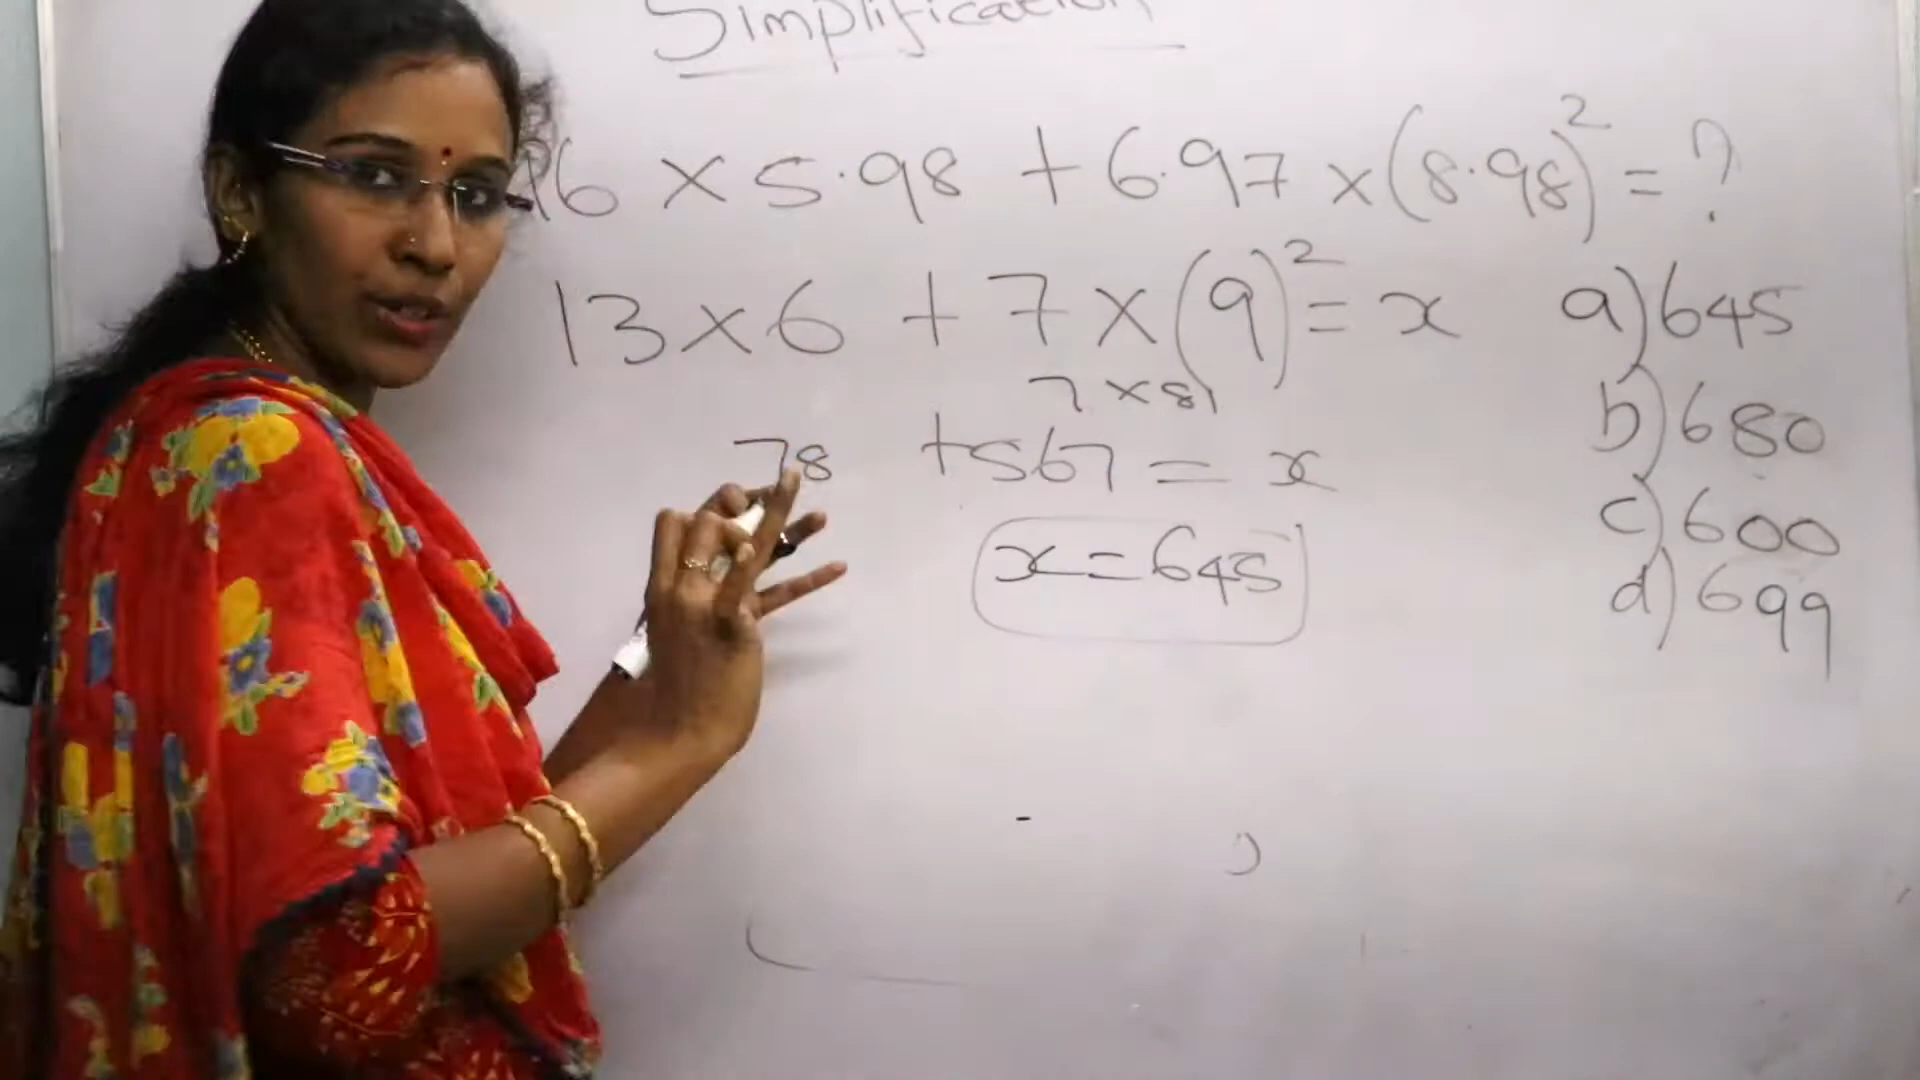 Simplification
96 × 5.98 + 6.97 × (8.98)² = ?
13 × 6 + 7 × (9)² = x
7 × 81
78 + 567 = x
x = 645
a) 645
b) 680
c) 600
d) 699